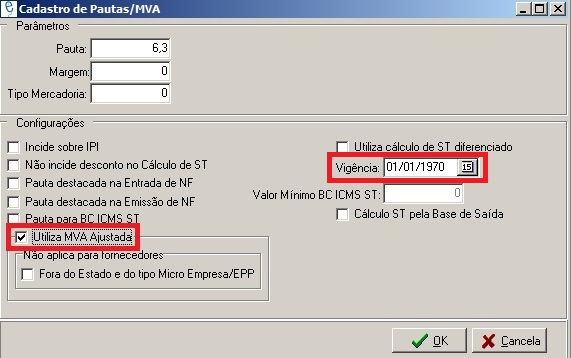 Cadastro de Pautas/MVA
Parâmetros
Pauta: 6,3
Margem: 0
Tipo Mercadoria: 0
Configurações
Incide sobre IPI
Não incide desconto no Cálculo de ST
Pauta destacada na Entrada de NF
Pauta destacada na Emissão de NF
Pauta para BC ICMS ST
Utiliza MVA Ajustada
Não aplica para fornecedores
Fora do Estado e do tipo Micro Empresa/EPP
Utiliza cálculo de ST diferenciado
Vigência: 01/01/1970 15
Valor Mínimo BC ICMS ST: 0
Cálculo ST pela Base de Saída
OK
Cancela